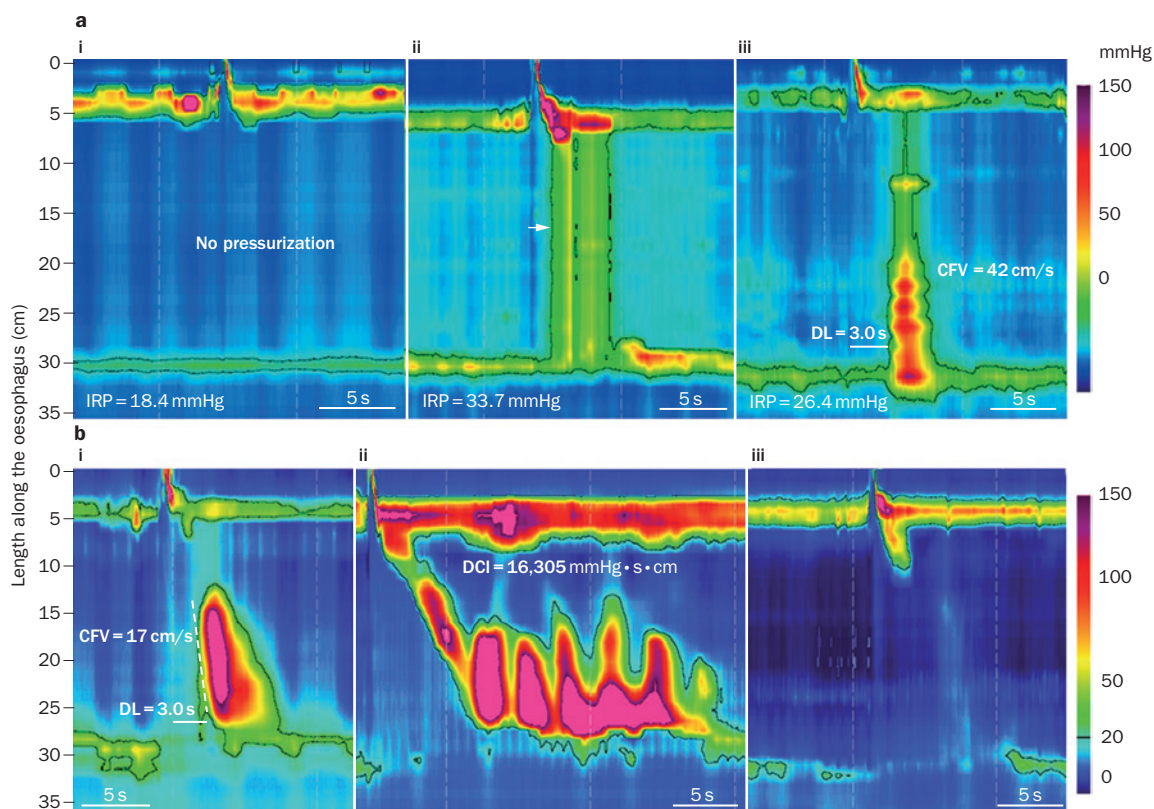 a
i
ii
iii
mmHg
0
5
10
15
20
25
30
35
No pressurization
CFV = 42 cm/s
DL = 3.0 s
IRP = 18.4 mmHg
5 s
IRP = 33.7 mmHg
5 s
IRP = 26.4 mmHg
5 s
150
100
50
0
Length along the oesophagus (cm)
b
i
ii
iii
0
5
10
15
20
25
30
35
CFV = 17 cm/s
DL = 3.0 s
5 s
DCI = 16,305 mmHg • s • cm
5 s
5 s
150
100
50
20
0